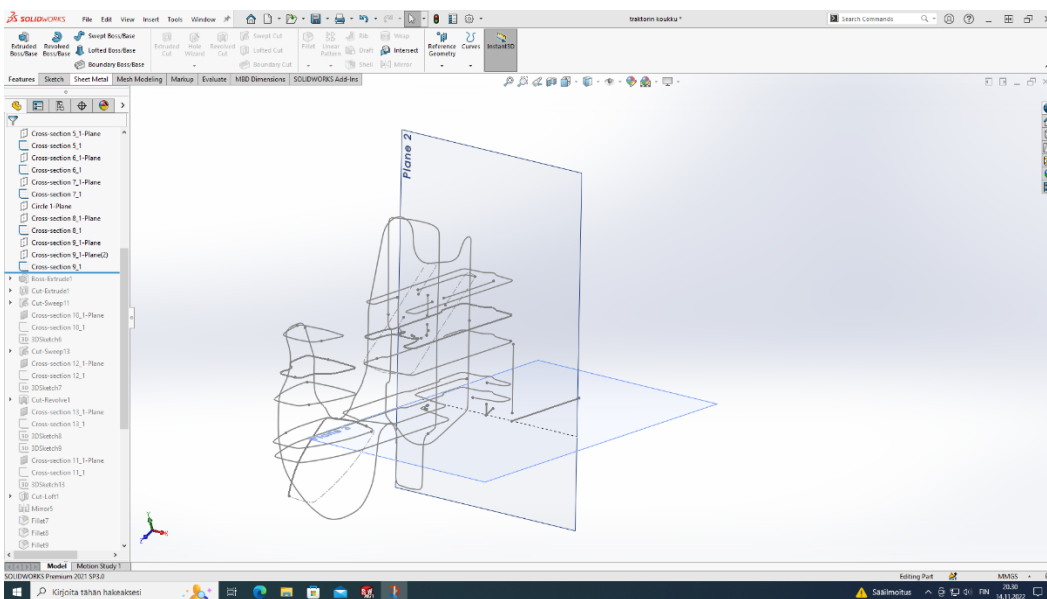 SOLIDWORKS File Edit View Insert Tools Window traktorin koukku * Search Commands
Extruded Boss/Base
Revolved Boss/Base
Swept Boss/Base
Lofted Boss/Base
Boundary Boss/Base
Extruded Cut
Hole Wizard
Revolved Cut
Swept Cut
Lofted Cut
Boundary Cut
Fillet
Linear Pattern
Rib
Draft
Shell
Wrap
Intersect
Mirror
Reference Geometry
Curves
Instant3D
Features Sketch Sheet Metal Mesh Modeling Markup Evaluate MBD Dimensions SOLIDWORKS Add-Ins
Cross-section 5_1-Plane
Cross-section 5_1
Cross-section 6_1-Plane
Cross-section 6_1
Cross-section 7_1-Plane
Cross-section 7_1
Circle 1-Plane
Cross-section 8_1-Plane
Cross-section 8_1
Cross-section 9_1-Plane
Cross-section 9_1-Plane(2)
Cross-section 9_1
Boss-Extrude1
Cut-Extrude1
Cut-Sweep11
Cross-section 10_1-Plane
Cross-section 10_1
3D 3DSketch6
Cut-Sweep13
Cross-section 12_1-Plane
Cross-section 12_1
3D 3DSketch7
Cut-Revolve1
Cross-section 13_1-Plane
Cross-section 13_1
3D 3DSketch8
3D 3DSketch9
Cross-section 11_1-Plane
Cross-section 11_1
3D 3DSketch13
Cut-Loft1
Mirror5
Fillet7
Fillet8
Fillet9
Plane 2
Y
X
Z
Model Motion Study 1
SOLIDWORKS Premium 2021 SP3.0 Editing Part MMGS
Kirjoita tähän hakeaksesi Sääilmoitus FIN 20.30
14.11.2022